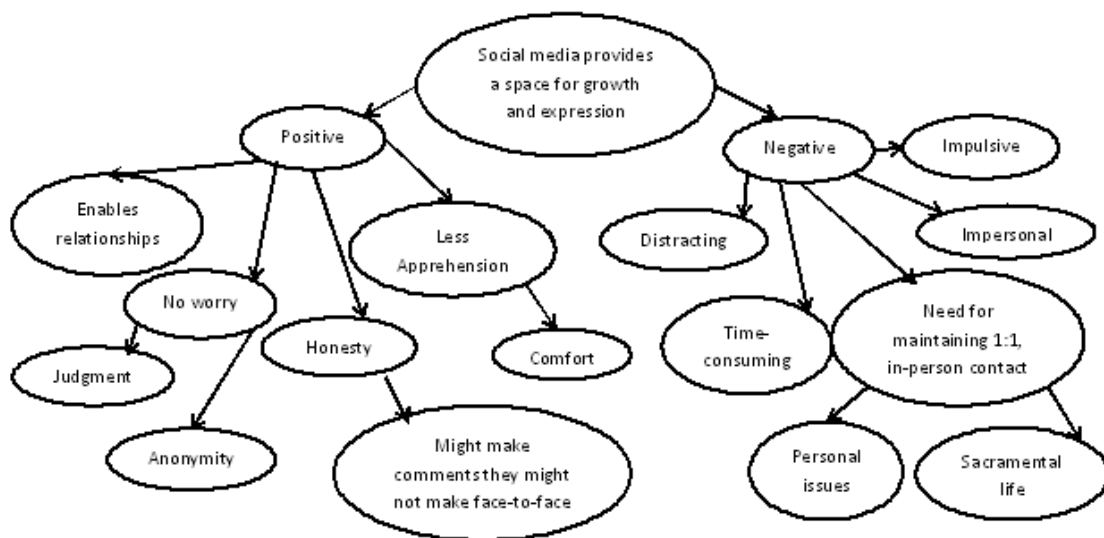 Social media provides
a space for growth
and expression
Positive
Negative
Impulsive
Enables
relationships
Less
Apprehension
Distracting
Impersonal
No worry
Honesty
Judgment
Comfort
Time-
consuming
Need for
maintaining 1:1,
in-person contact
Anonymity
Might make
comments they might
not make face-to-face
Personal
issues
Sacramental
life